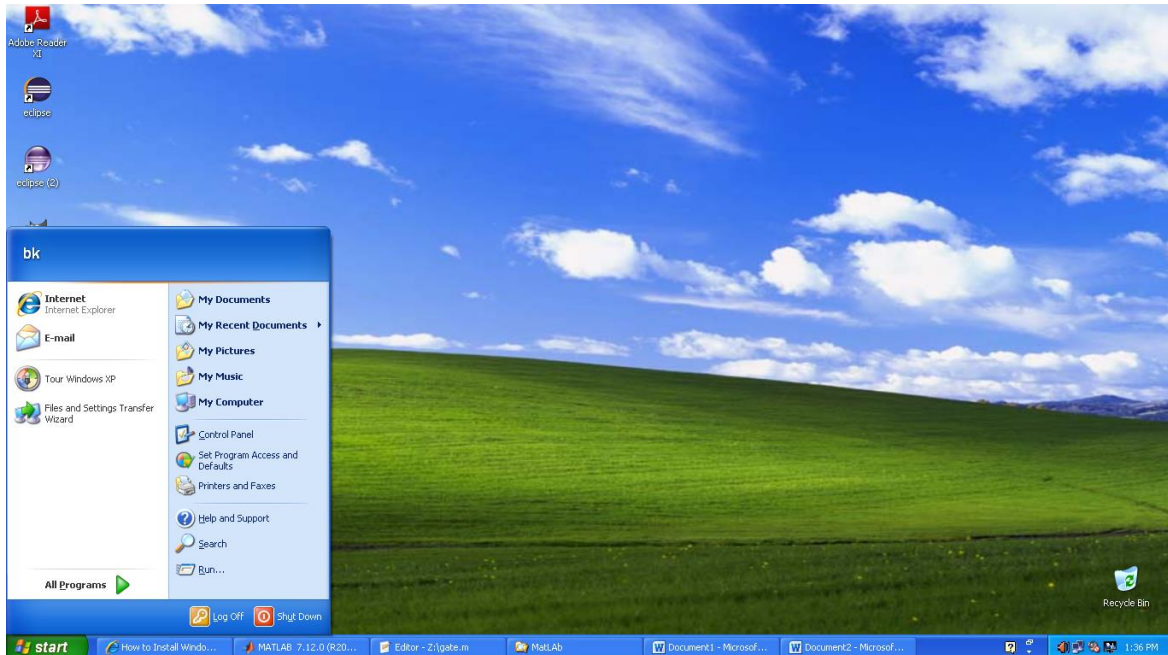 Adobe Reader
XI
eclipse
eclipse (2)
bk
Internet
Internet Explorer
E-mail
Tour Windows XP
Files and Settings Transfer
Wizard
All Programs
My Documents
My Recent Documents
My Pictures
My Music
My Computer
Control Panel
Set Program Access and
Defaults
Printers and Faxes
Help and Support
Search
Run...
Log Off
Shut Down
Recycle Bin
start
How to Install Windo...
MATLAB 7.12.0 (R20...
Editor - Z:\gate.m
MatLAb
Document1 - Microsof...
Document2 - Microsof...
1:36 PM